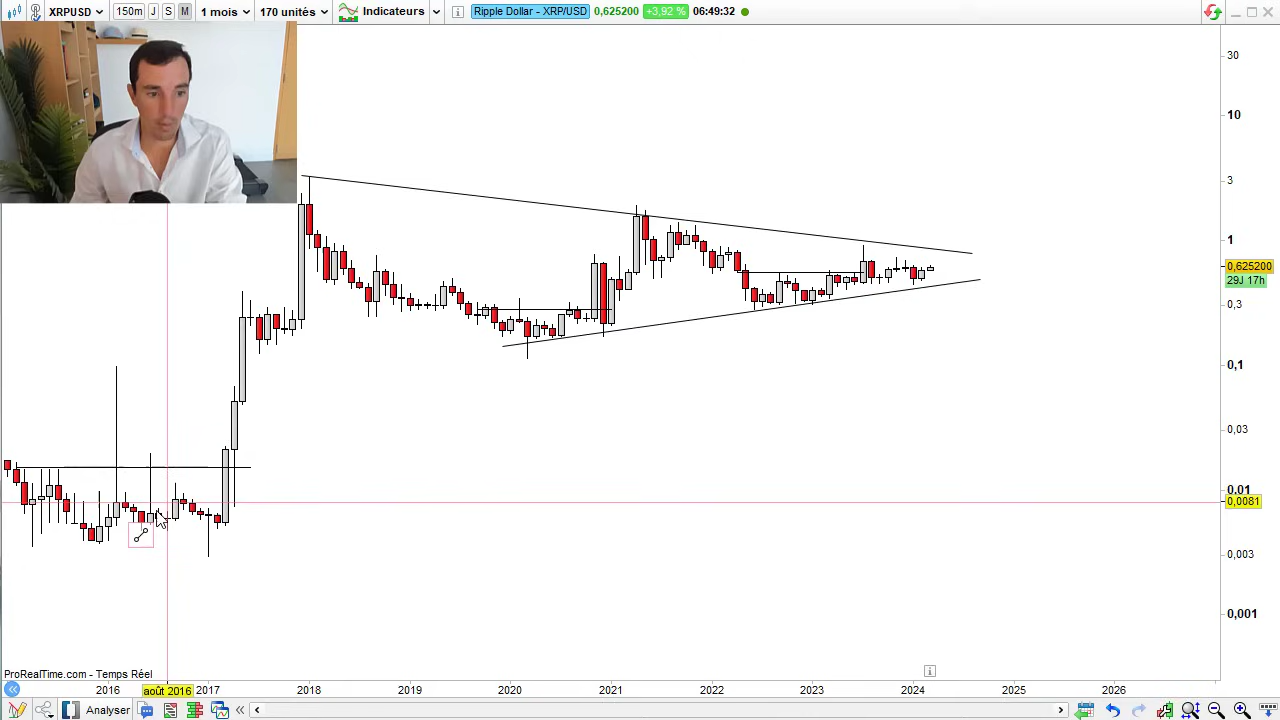 XRPUSD 150m J S M 1 mois 170 unités Indicateurs Ripple Dollar - XRP/USD 0,625200 +3,92 % 06:49:32
30
10
3
1
0,625200
29J 17h
0,3
0,1
0,03
0,01
0,0081
0,003
0,001
ProRealTime.com - Temps Réel
2016 août 2016 2017 2018 2019 2020 2021 2022 2023 2024 2025 2026
Analyser